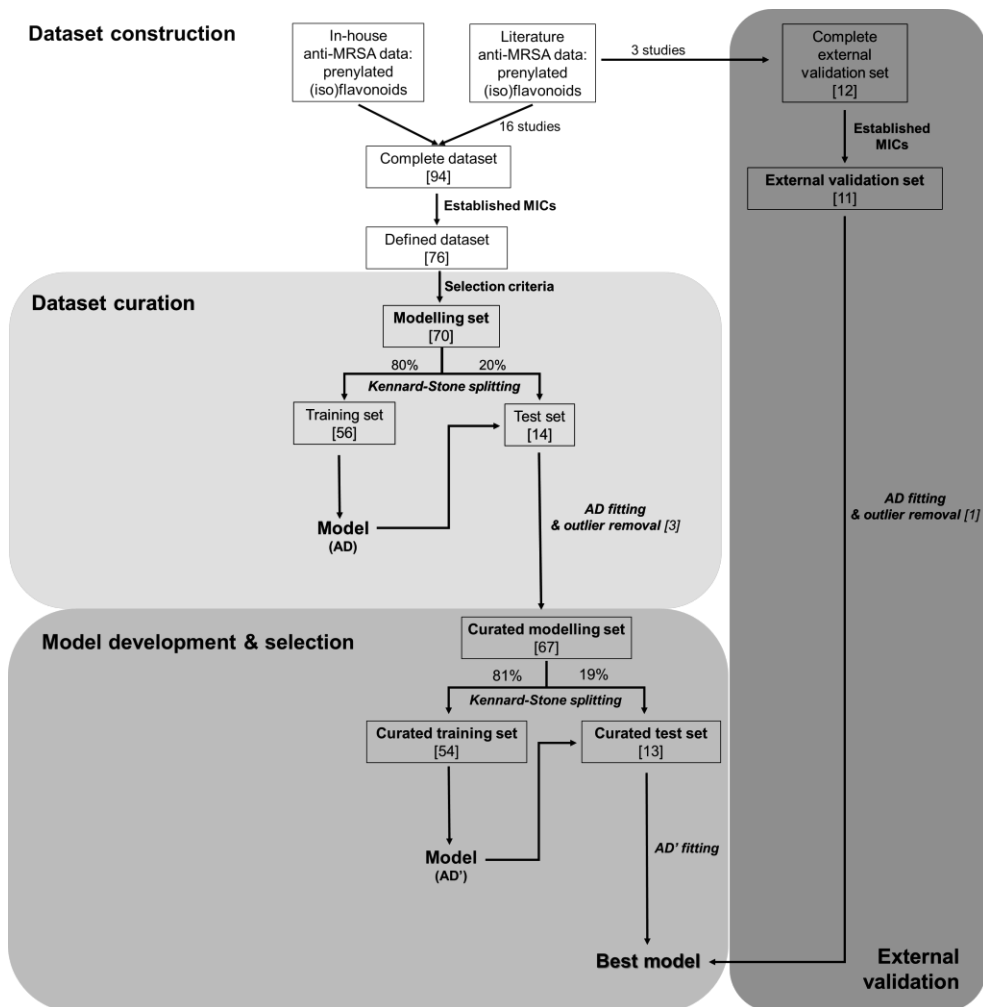 Dataset construction
In-house
anti-MRSA data:
prenylated
(iso)flavonoids
Literature
anti-MRSA data:
prenylated
(iso)flavonoids
3 studies
Complete
external
validation set
[12]
16 studies
Established
MICs
Complete dataset
[94]
External validation set
[11]
Established MICs
Defined dataset
[76]
Dataset curation
Selection criteria
Modelling set
[70]
80%
20%
Kennard-Stone splitting
Training set
[56]
Test set
[14]
Model
(AD)
AD fitting
& outlier removal [3]
AD fitting
& outlier removal [1]
Model development & selection
Curated modelling set
[67]
81%
19%
Kennard-Stone splitting
Curated training set
[54]
Curated test set
[13]
Model
(AD')
AD' fitting
Best model
External
validation